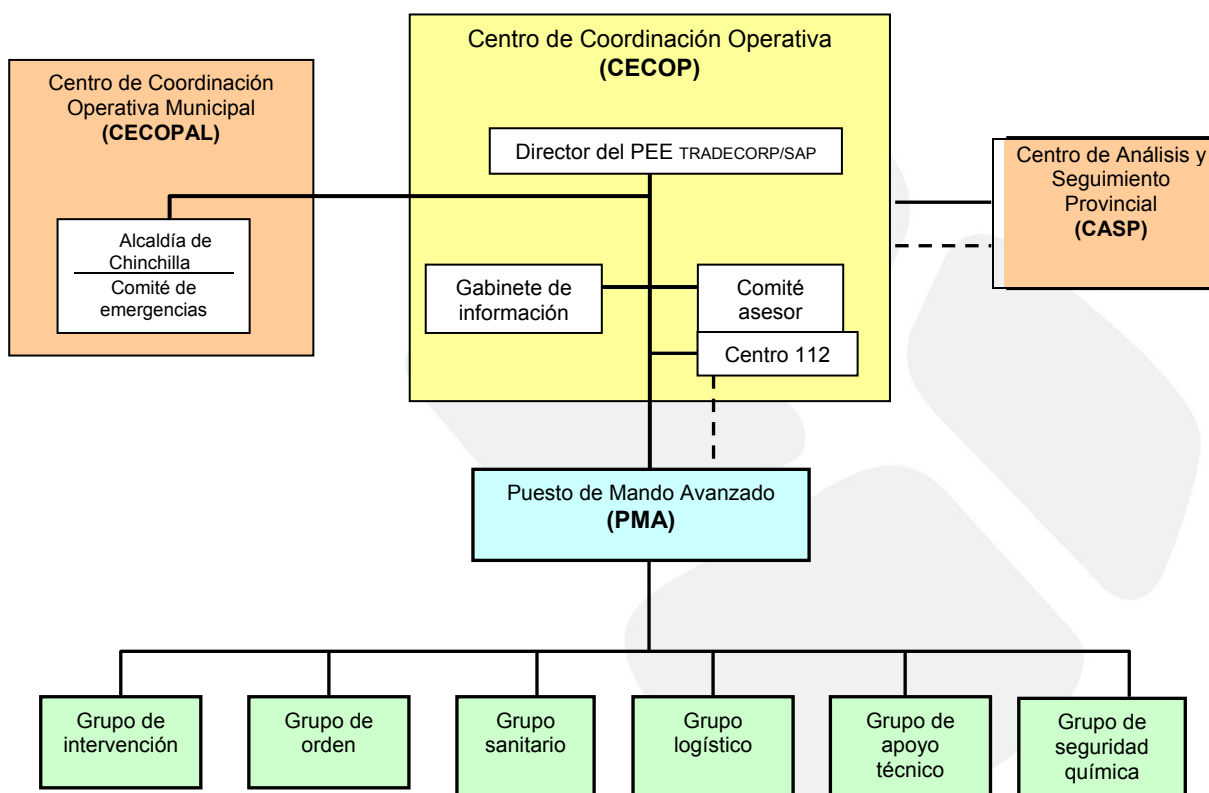 Centro de Coordinación Operativa
(CECOP)
Centro de Coordinación
Operativa Municipal
(CECOPAL)
Director del PEE TRADECORP/SAP
Centro de Análisis y
Seguimiento
Provincial
(CASP)
Alcaldía de
Chinchilla
Comité de
emergencias
Gabinete de
información
Comité
asesor
Centro 112
Puesto de Mando Avanzado
(PMA)
Grupo de
intervención
Grupo de
orden
Grupo
sanitario
Grupo
logístico
Grupo de
apoyo
técnico
Grupo de
seguridad
química